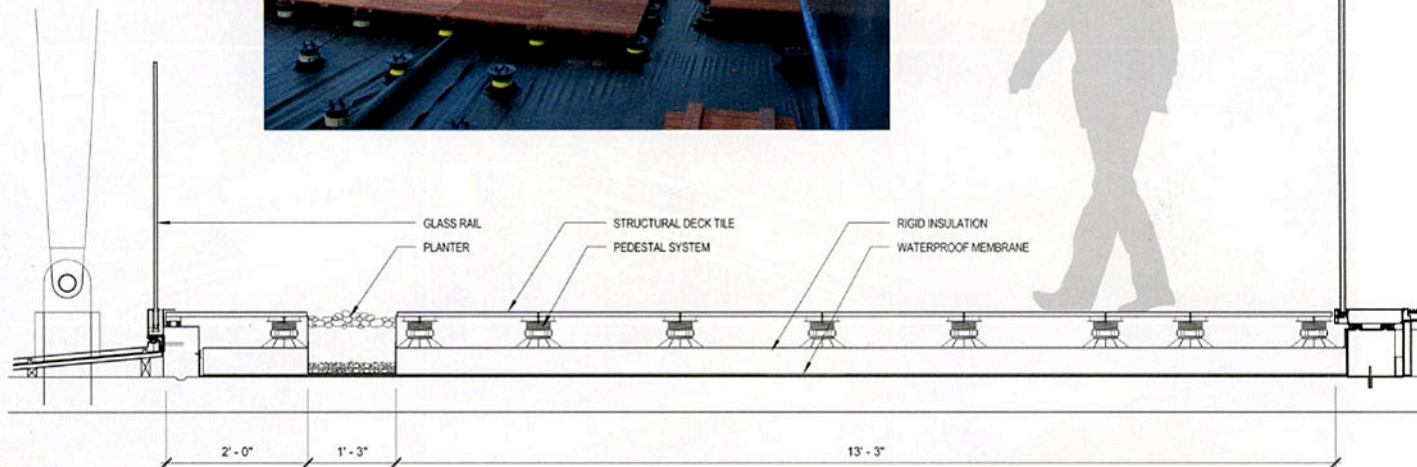 GLASS RAIL
PLANTER
STRUCTURAL DECK TILE
PEDESTAL SYSTEM
RIGID INSULATION
WATERPROOF MEMBRANE
2' - 0"
1' - 3"
13' - 3"